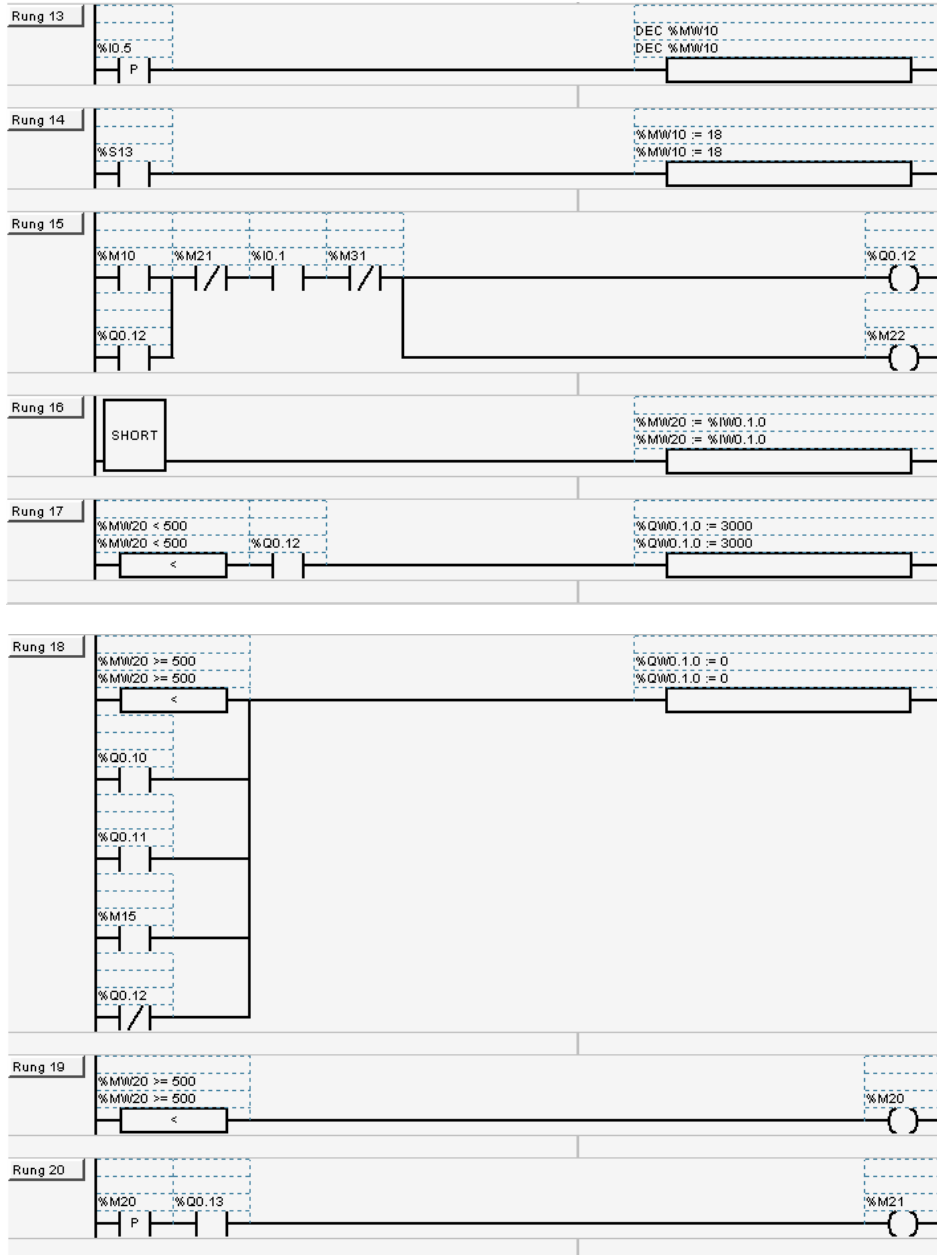 Rung 13
DEC %MW10
%I0.5 DEC %MW10
P
Rung 14
%MW10 := 18
%S13 %MW10 := 18
Rung 15
%M10 %M21 %I0.1 %M31 %Q0.12
%Q0.12 %M22
Rung 16
SHORT
%MW20 := %IW0.1.0
%MW20 := %IW0.1.0
Rung 17
%MW20 < 500 %QW0.1.0 := 3000
%MW20 < 500 %Q0.12 %QW0.1.0 := 3000
<
Rung 18
%MW20 >= 500 %QW0.1.0 := 0
%MW20 >= 500 %QW0.1.0 := 0
<
%Q0.10
%Q0.11
%M15
%Q0.12
Rung 19
%MW20 >= 500
%MW20 >= 500 %M20
<
Rung 20
%M20 %Q0.13 %M21
P